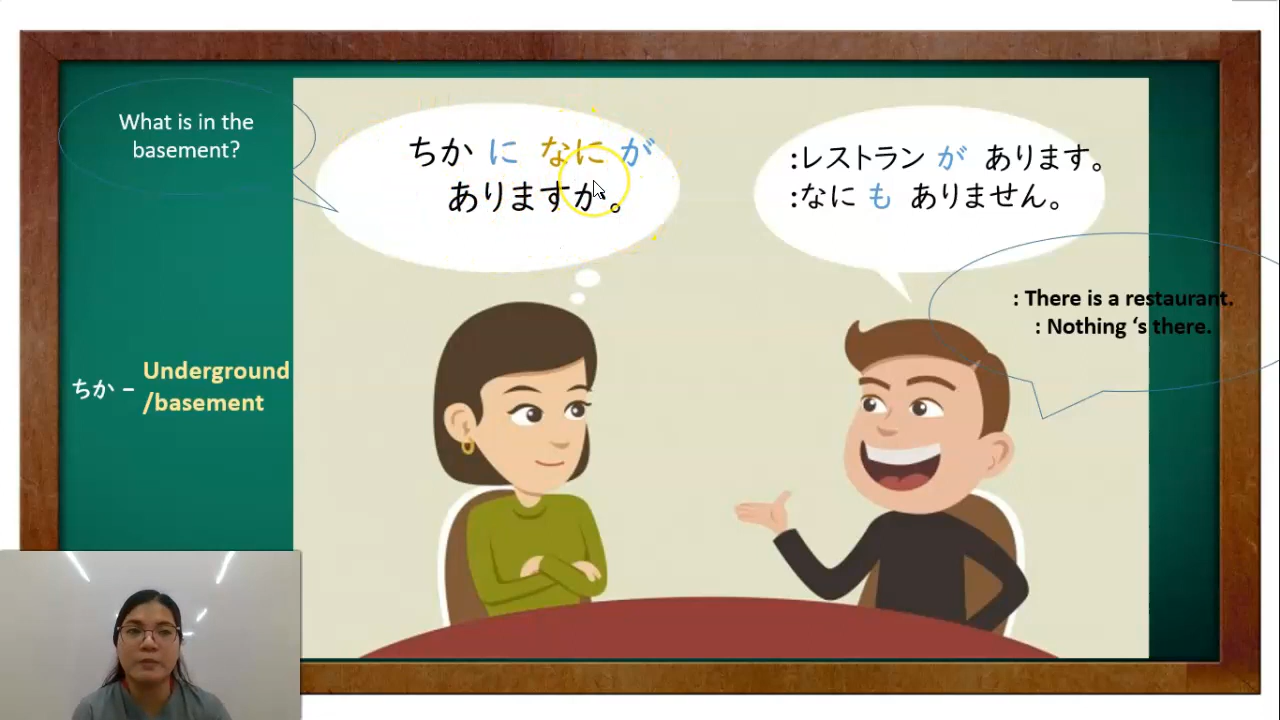 What is in the
basement?
ちか に なに が
ありますか。
:レストラン が あります。
:なに も ありません。
: There is a restaurant.
: Nothing ‘s there.
ちか – Underground
/basement